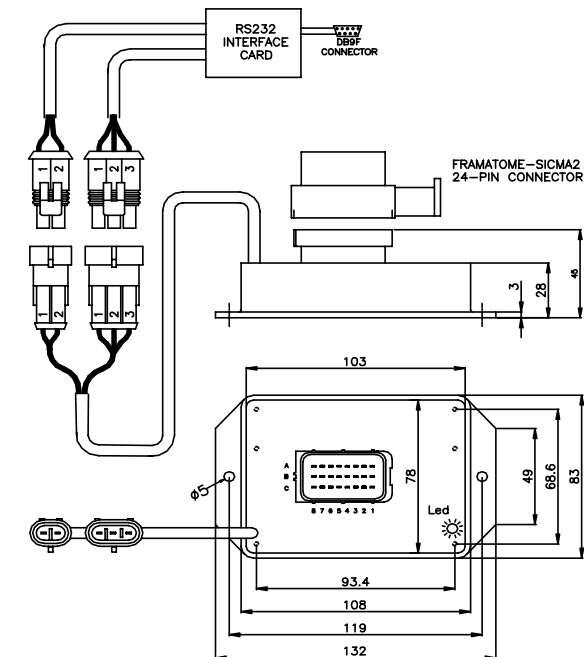 RS232
INTERFACE
CARD
DB9F
CONNECTOR
1 2
1 2 3
FRAMATOME-SICMA2
24-PIN CONNECTOR
1 2
1 2 3
3
28
45
103
A
B
C
8 7 6 5 4 3 2 1
78
Led
ø5
49
68.6
83
93.4
108
119
132